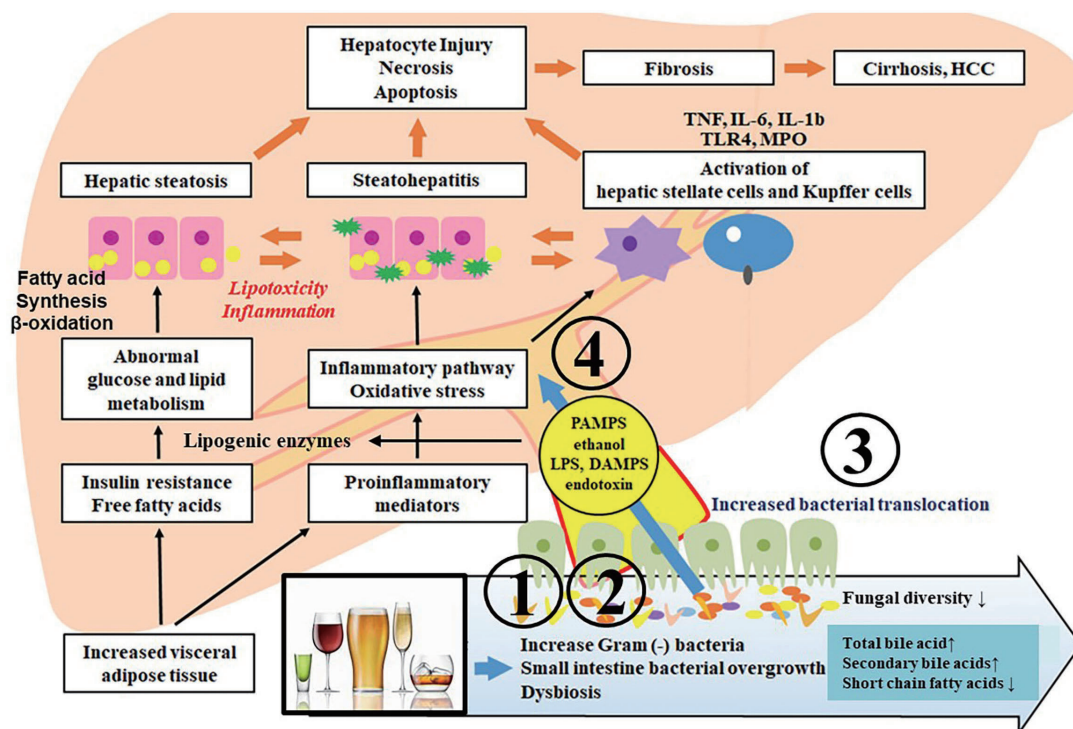 Hepatocyte Injury
Necrosis
Apoptosis
Fibrosis
Cirrhosis, HCC
TNF, IL-6, IL-1b
TLR4, MPO
Hepatic steatosis
Steatohepatitis
Activation of
hepatic stellate cells and Kupffer cells
Fatty acid
Synthesis
β-oxidation
Lipotoxicity
Inflammation
Abnormal
glucose and lipid
metabolism
Inflammatory pathway
Oxidative stress
4
PAMPS
ethanol
LPS, DAMPS
endotoxin
Lipogenic enzymes
3
Increased bacterial translocation
Insulin resistance
Free fatty acids
Proinflammatory
mediators
1
2
Fungal diversity ↓
Increased visceral
adipose tissue
Increase Gram (-) bacteria
Small intestine bacterial overgrowth
Dysbiosis
Total bile acid↑
Secondary bile acids↑
Short chain fatty acids ↓